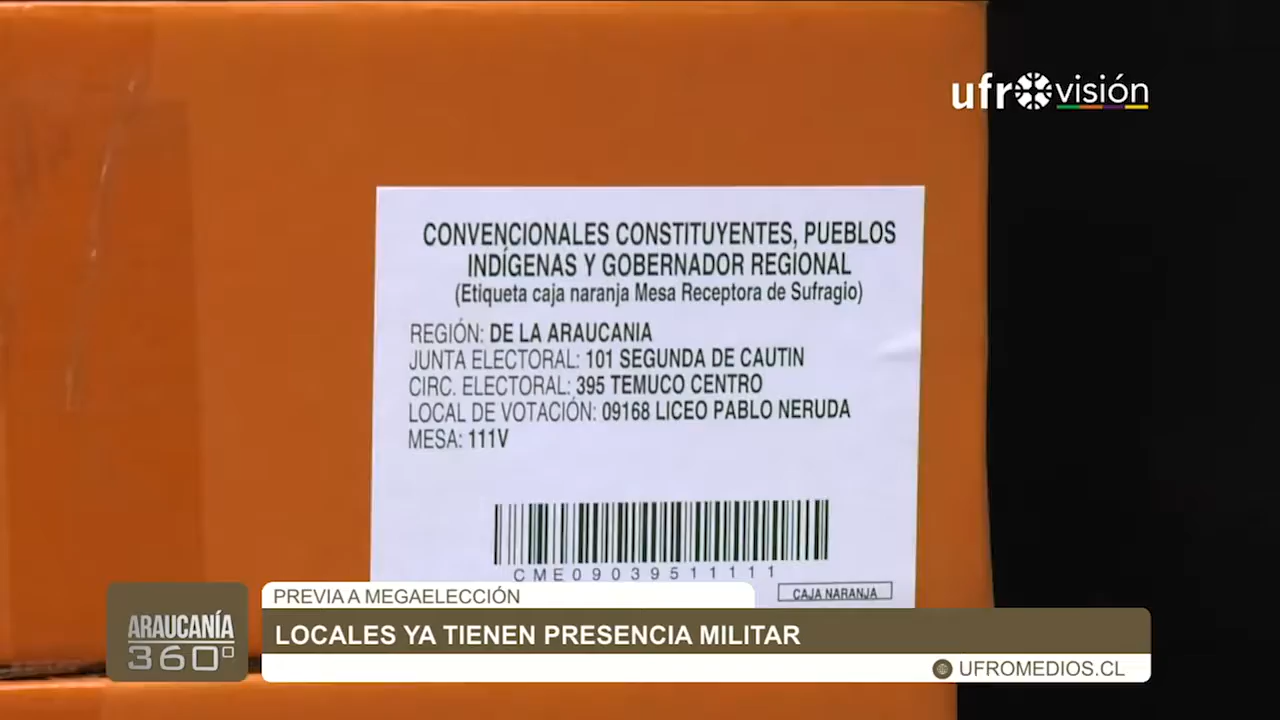 ufrovisión
CONVENCIONALES CONSTITUYENTES, PUEBLOS
INDÍGENAS Y GOBERNADOR REGIONAL
(Etiqueta caja naranja Mesa Receptora de Sufragio)
REGIÓN: DE LA ARAUCANIA
JUNTA ELECTORAL: 101 SEGUNDA DE CAUTIN
CIRC. ELECTORAL: 395 TEMUCO CENTRO
LOCAL DE VOTACIÓN: 09168 LICEO PABLO NERUDA
MESA: 111V
CME09039511111
CAJA NARANJA
PREVIA A MEGAELECCIÓN
ARAUCANÍA
360°
LOCALES YA TIENEN PRESENCIA MILITAR
UFROMEDIOS.CL